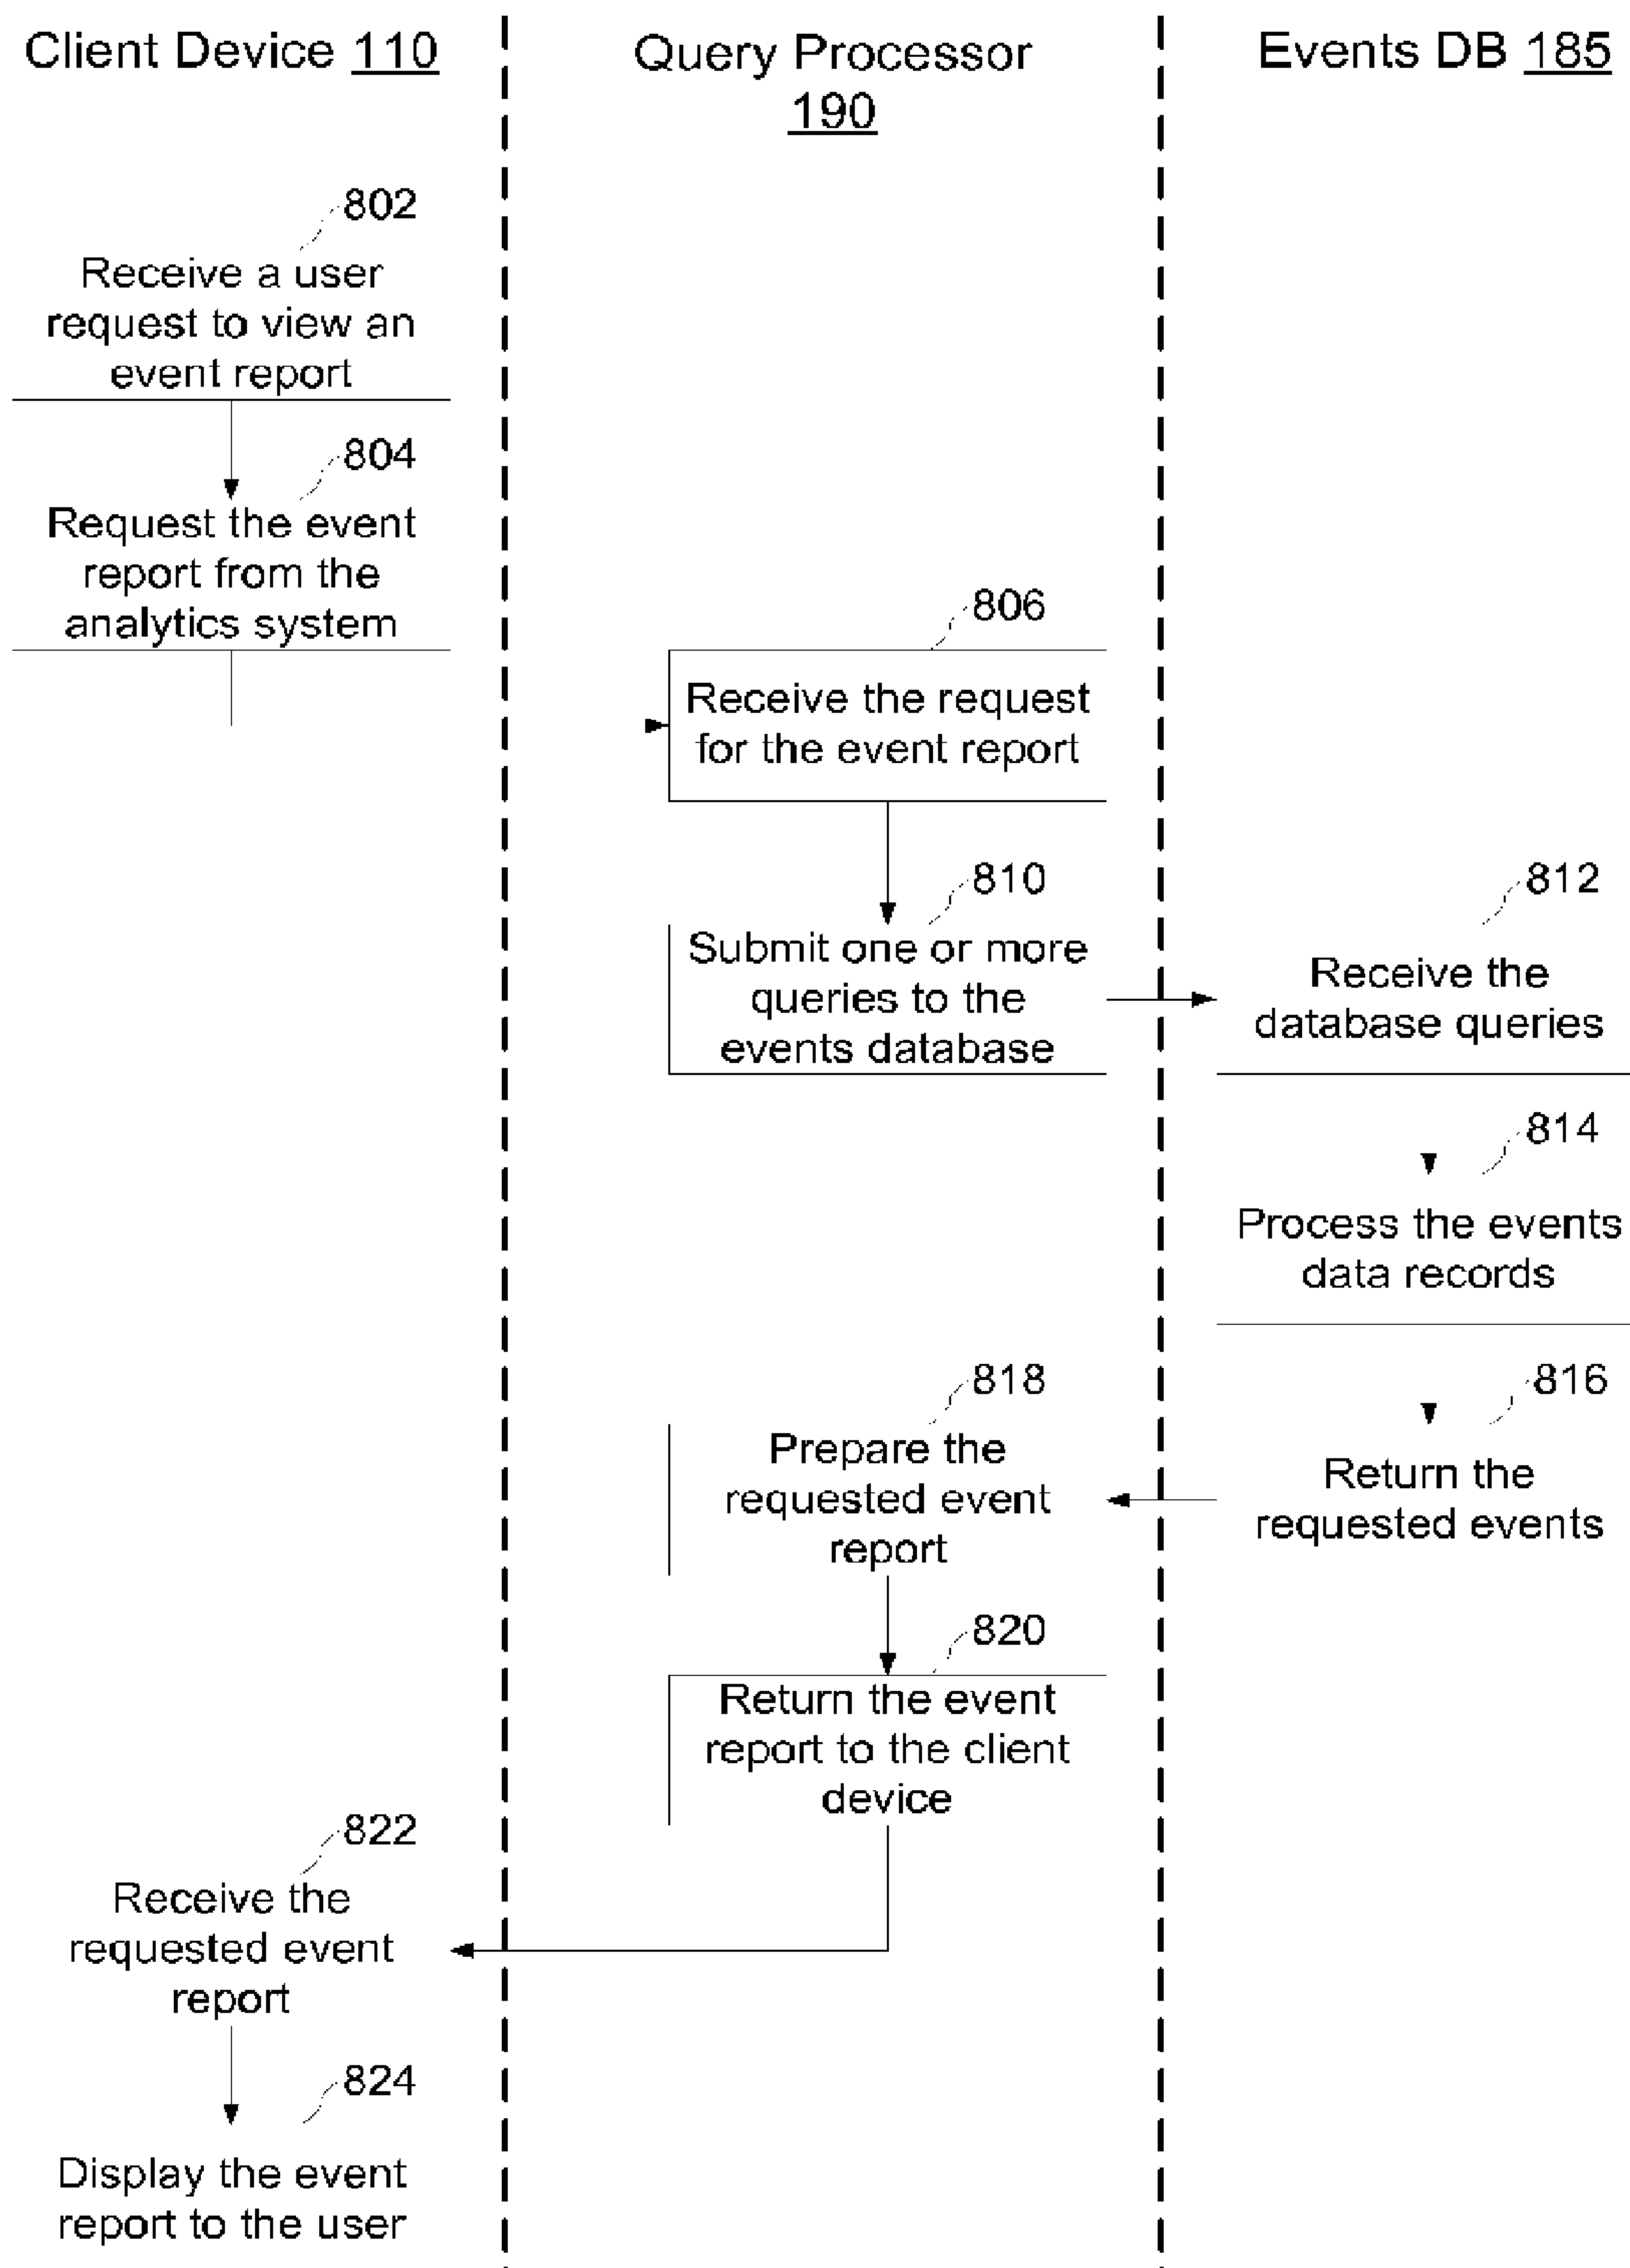 Client Device 110
Query Processor
190
Events DB 185
802
Receive a user
request to view an
event report
804
Request the event
report from the
analytics system
806
Receive the request
for the event report
810
Submit one or more
queries to the
events database
812
Receive the
database queries
814
Process the events
data records
816
Return the
requested events
818
Prepare the
requested event
report
820
Return the event
report to the client
device
822
Receive the
requested event
report
824
Display the event
report to the user